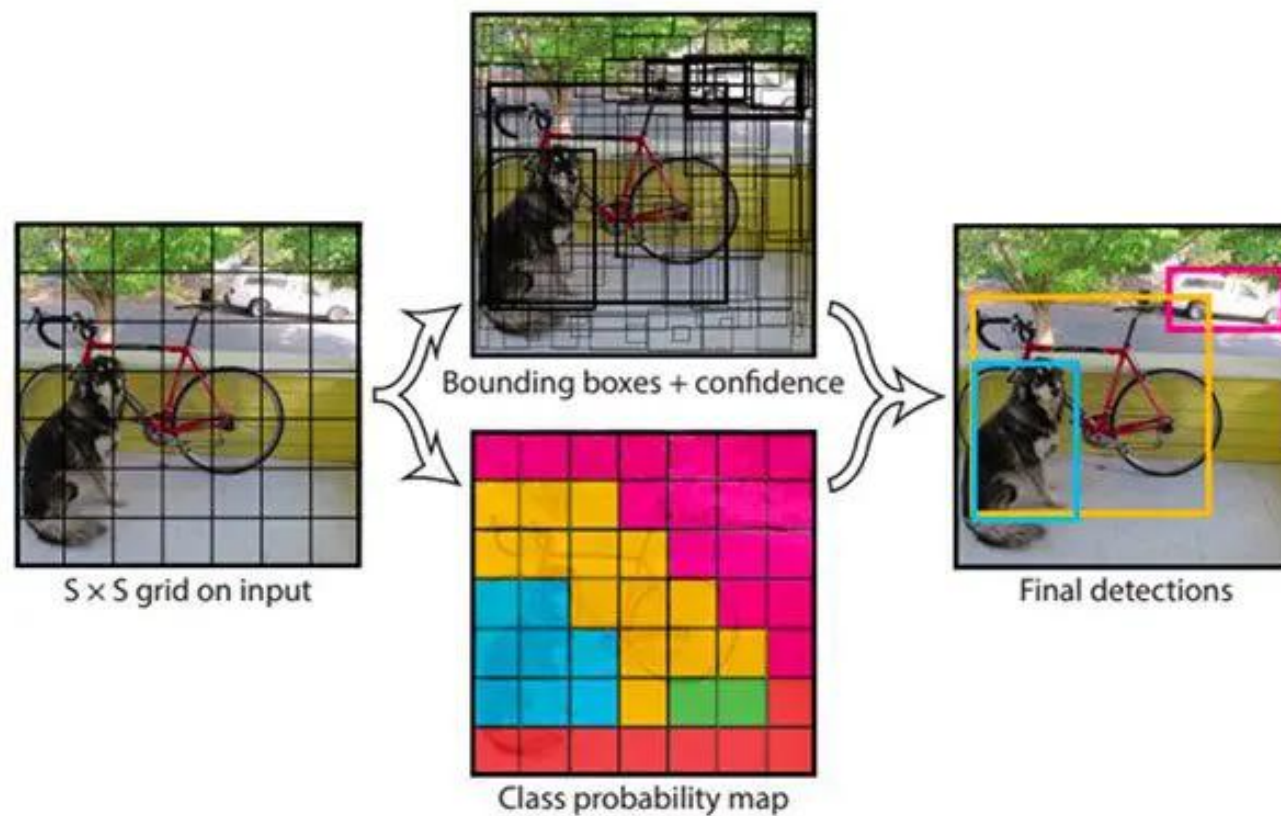 Bounding boxes + confidence
S × S grid on input
Final detections
Class probability map